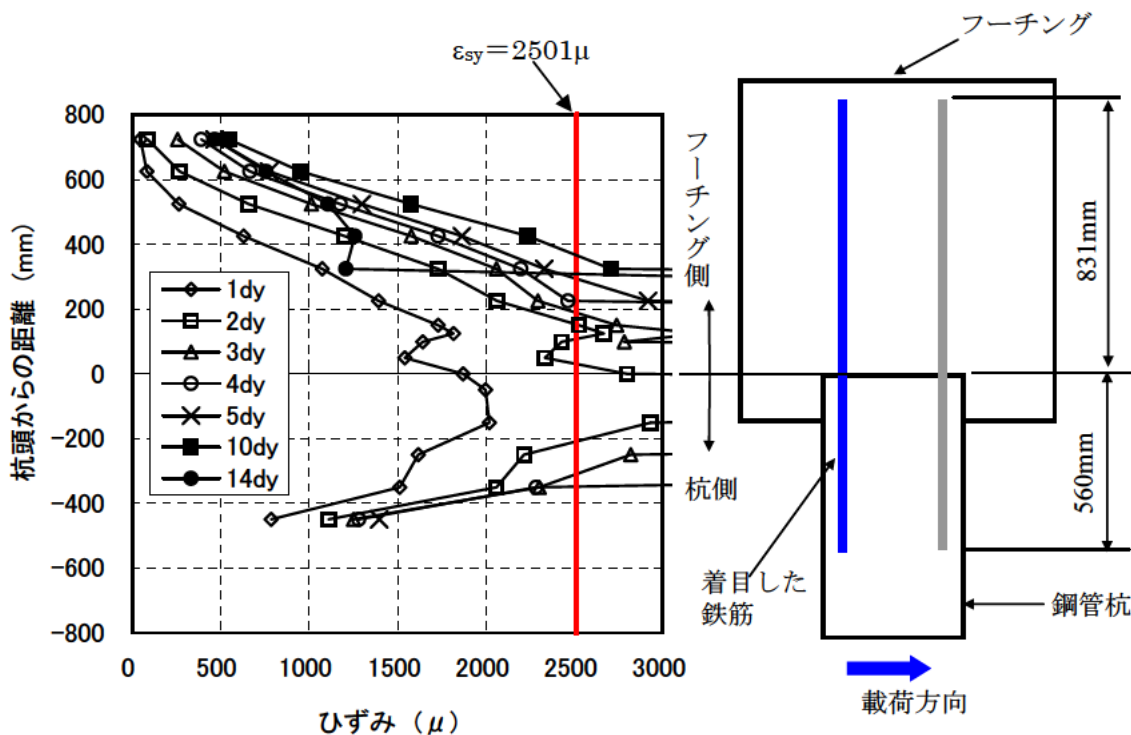 εsy＝2501μ
800
600
400
200
0
−200
−400
−600
−800
杭頭からの距離（mm）
1dy
2dy
3dy
4dy
5dy
10dy
14dy
0
500
1000
1500
2000
2500
3000
ひずみ（μ）
フーチング側
杭側
フーチング
831mm
560mm
着目した
鉄筋
鋼管杭
載荷方向